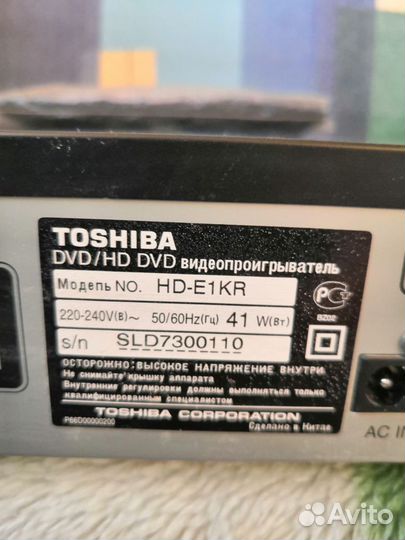 TOSHIBA
DVD/HD DVD видеопроигрыватель
Модель NO. HD-E1KR
220-240V(В)~ 50/60Hz(Гц) 41 W(Вт)
s/n SLD7300110
BZ02
ОСТОРОЖНО: ВЫСОКОЕ НАПРЯЖЕНИЕ ВНУТРИ
Не снимайте крышку аппарата
Внутренние регулировки должны выполняться только
квалифицированным специалистом
TOSHIBA CORPORATION
P66D00000200 Сделано в Китае
AC IN
Avito